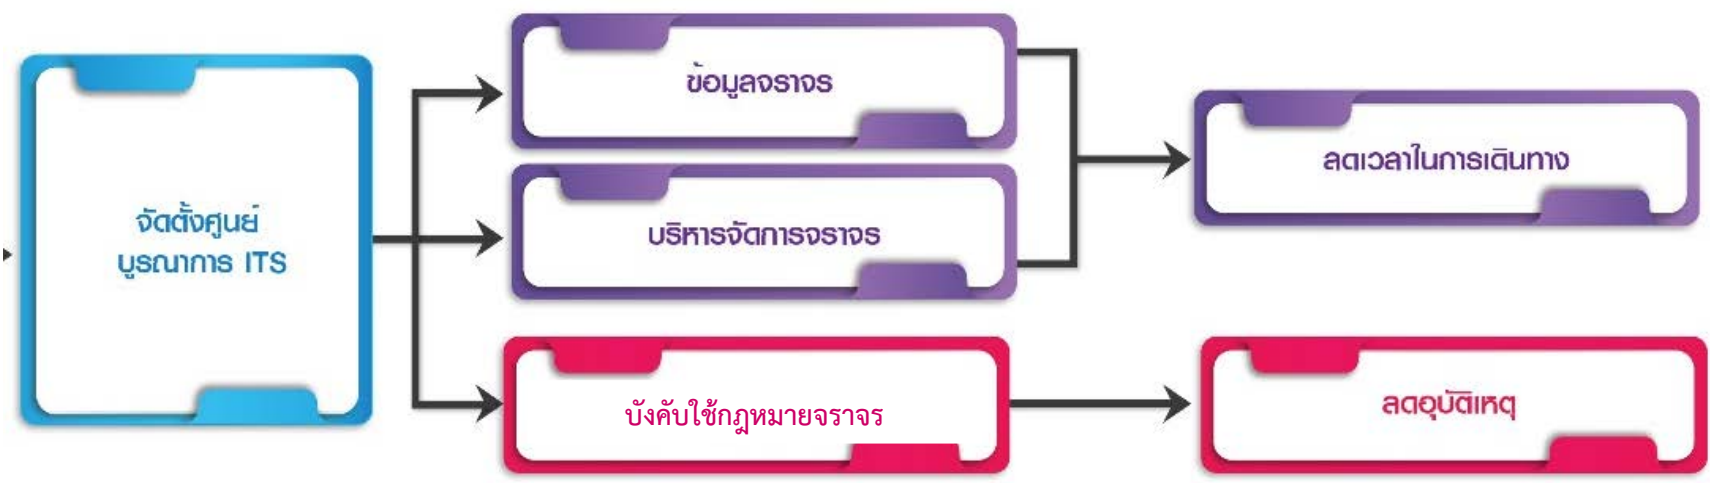 จัดตั้งศูนย์
บูรณาการ ITS
ข้อมูลจราจร
บริหารจัดการจราจร
บังคับใช้กฎหมายจราจร
ลดเวลาในการเดินทาง
ลดอุบัติเหตุ